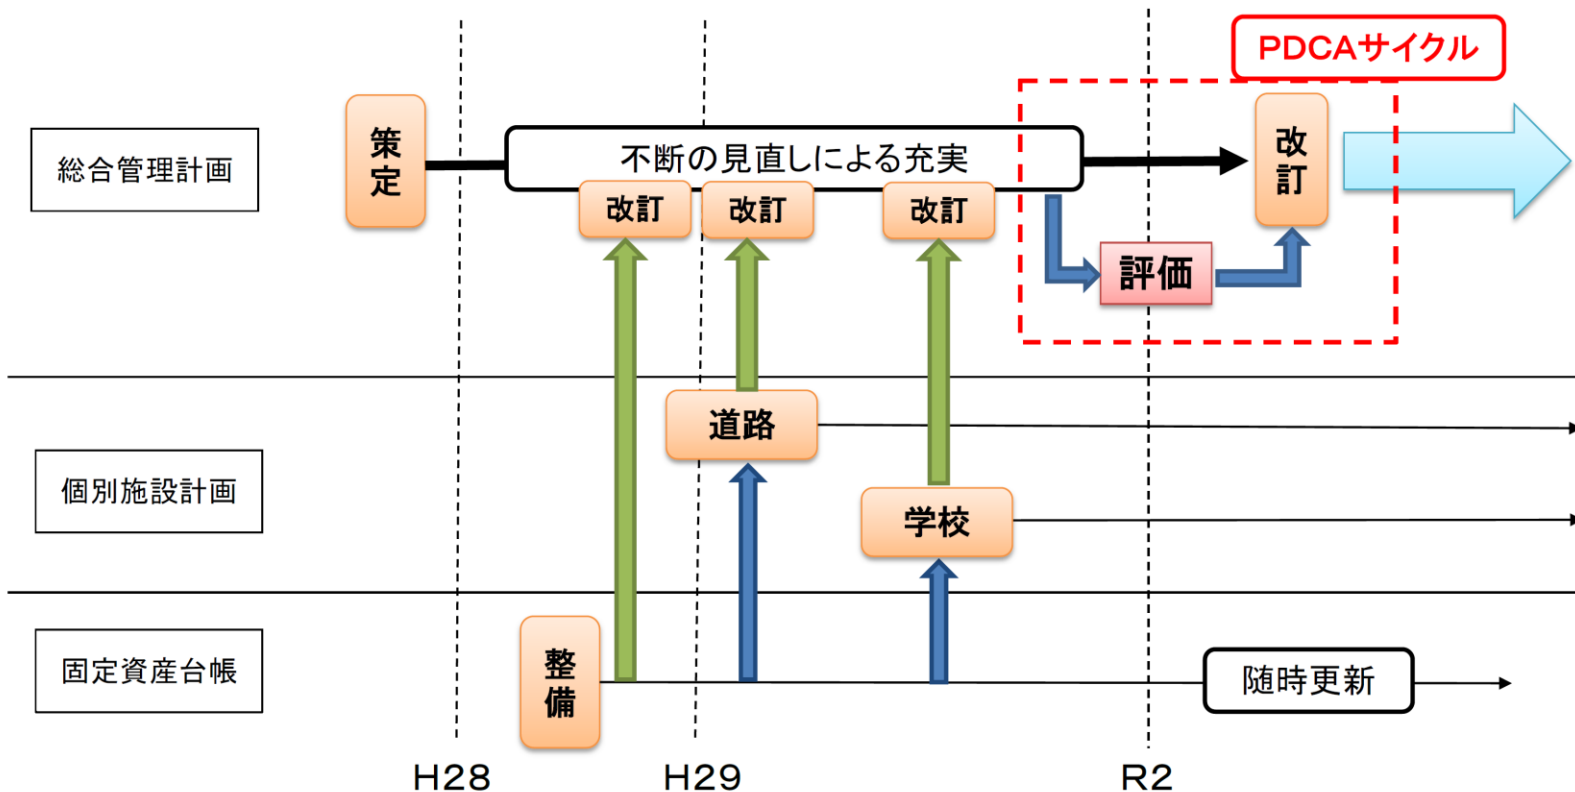 PDCAサイクル
総合管理計画
策定
不断の見直しによる充実
改訂
改訂
改訂
改訂
評価
個別施設計画
道路
学校
固定資産台帳
整備
随時更新
H28
H29
R2